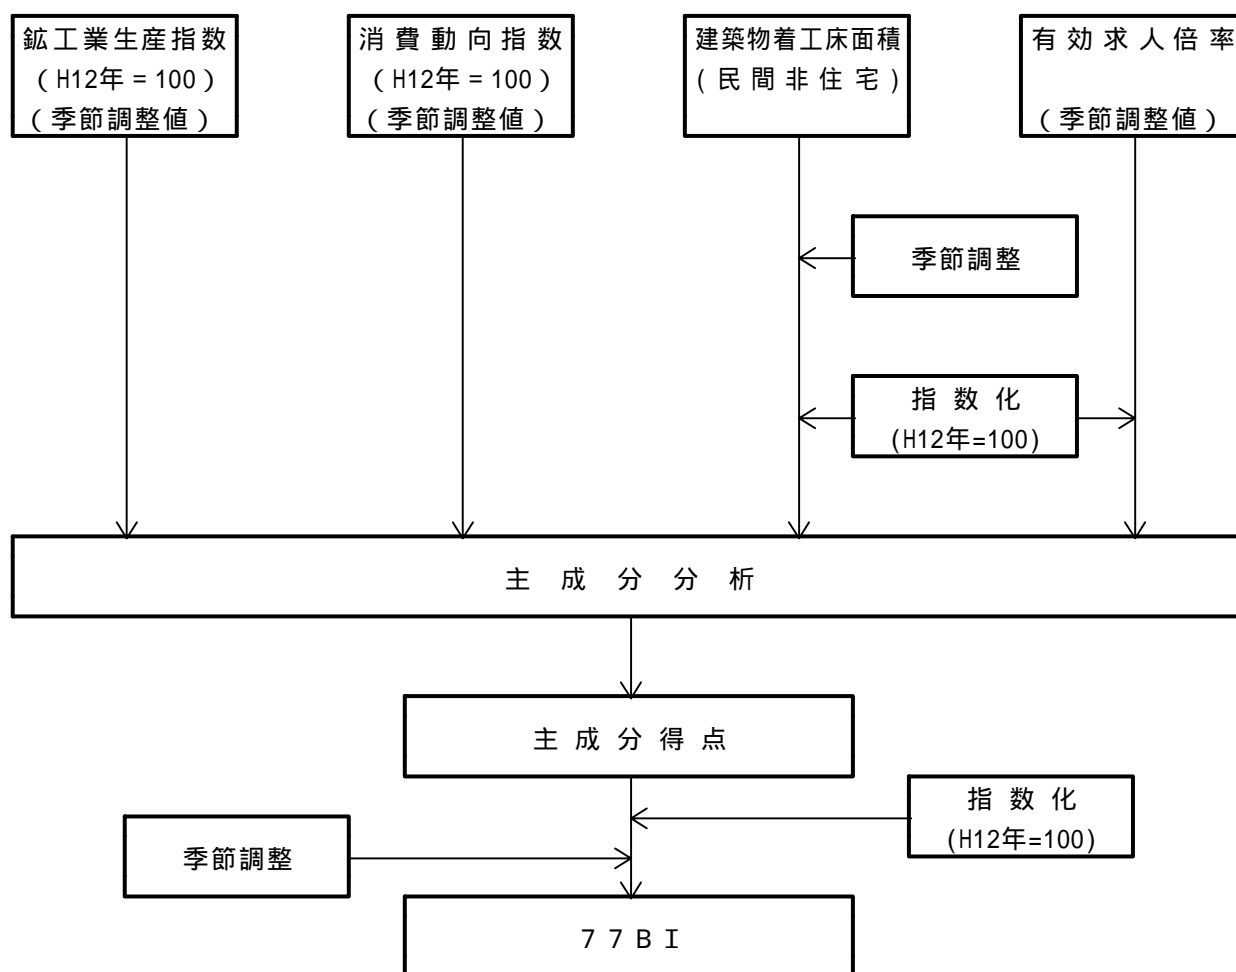 鉱工業生産指数
（H12年＝100）
（季節調整値）
消費動向指数
（H12年＝100）
（季節調整値）
建築物着工床面積
(民間非住宅)
有効求人倍率
（季節調整値）
季節調整
指数化
(H12年=100)
主成分分析
主成分得点
指数化
(H12年=100)
季節調整
７７ＢＩ